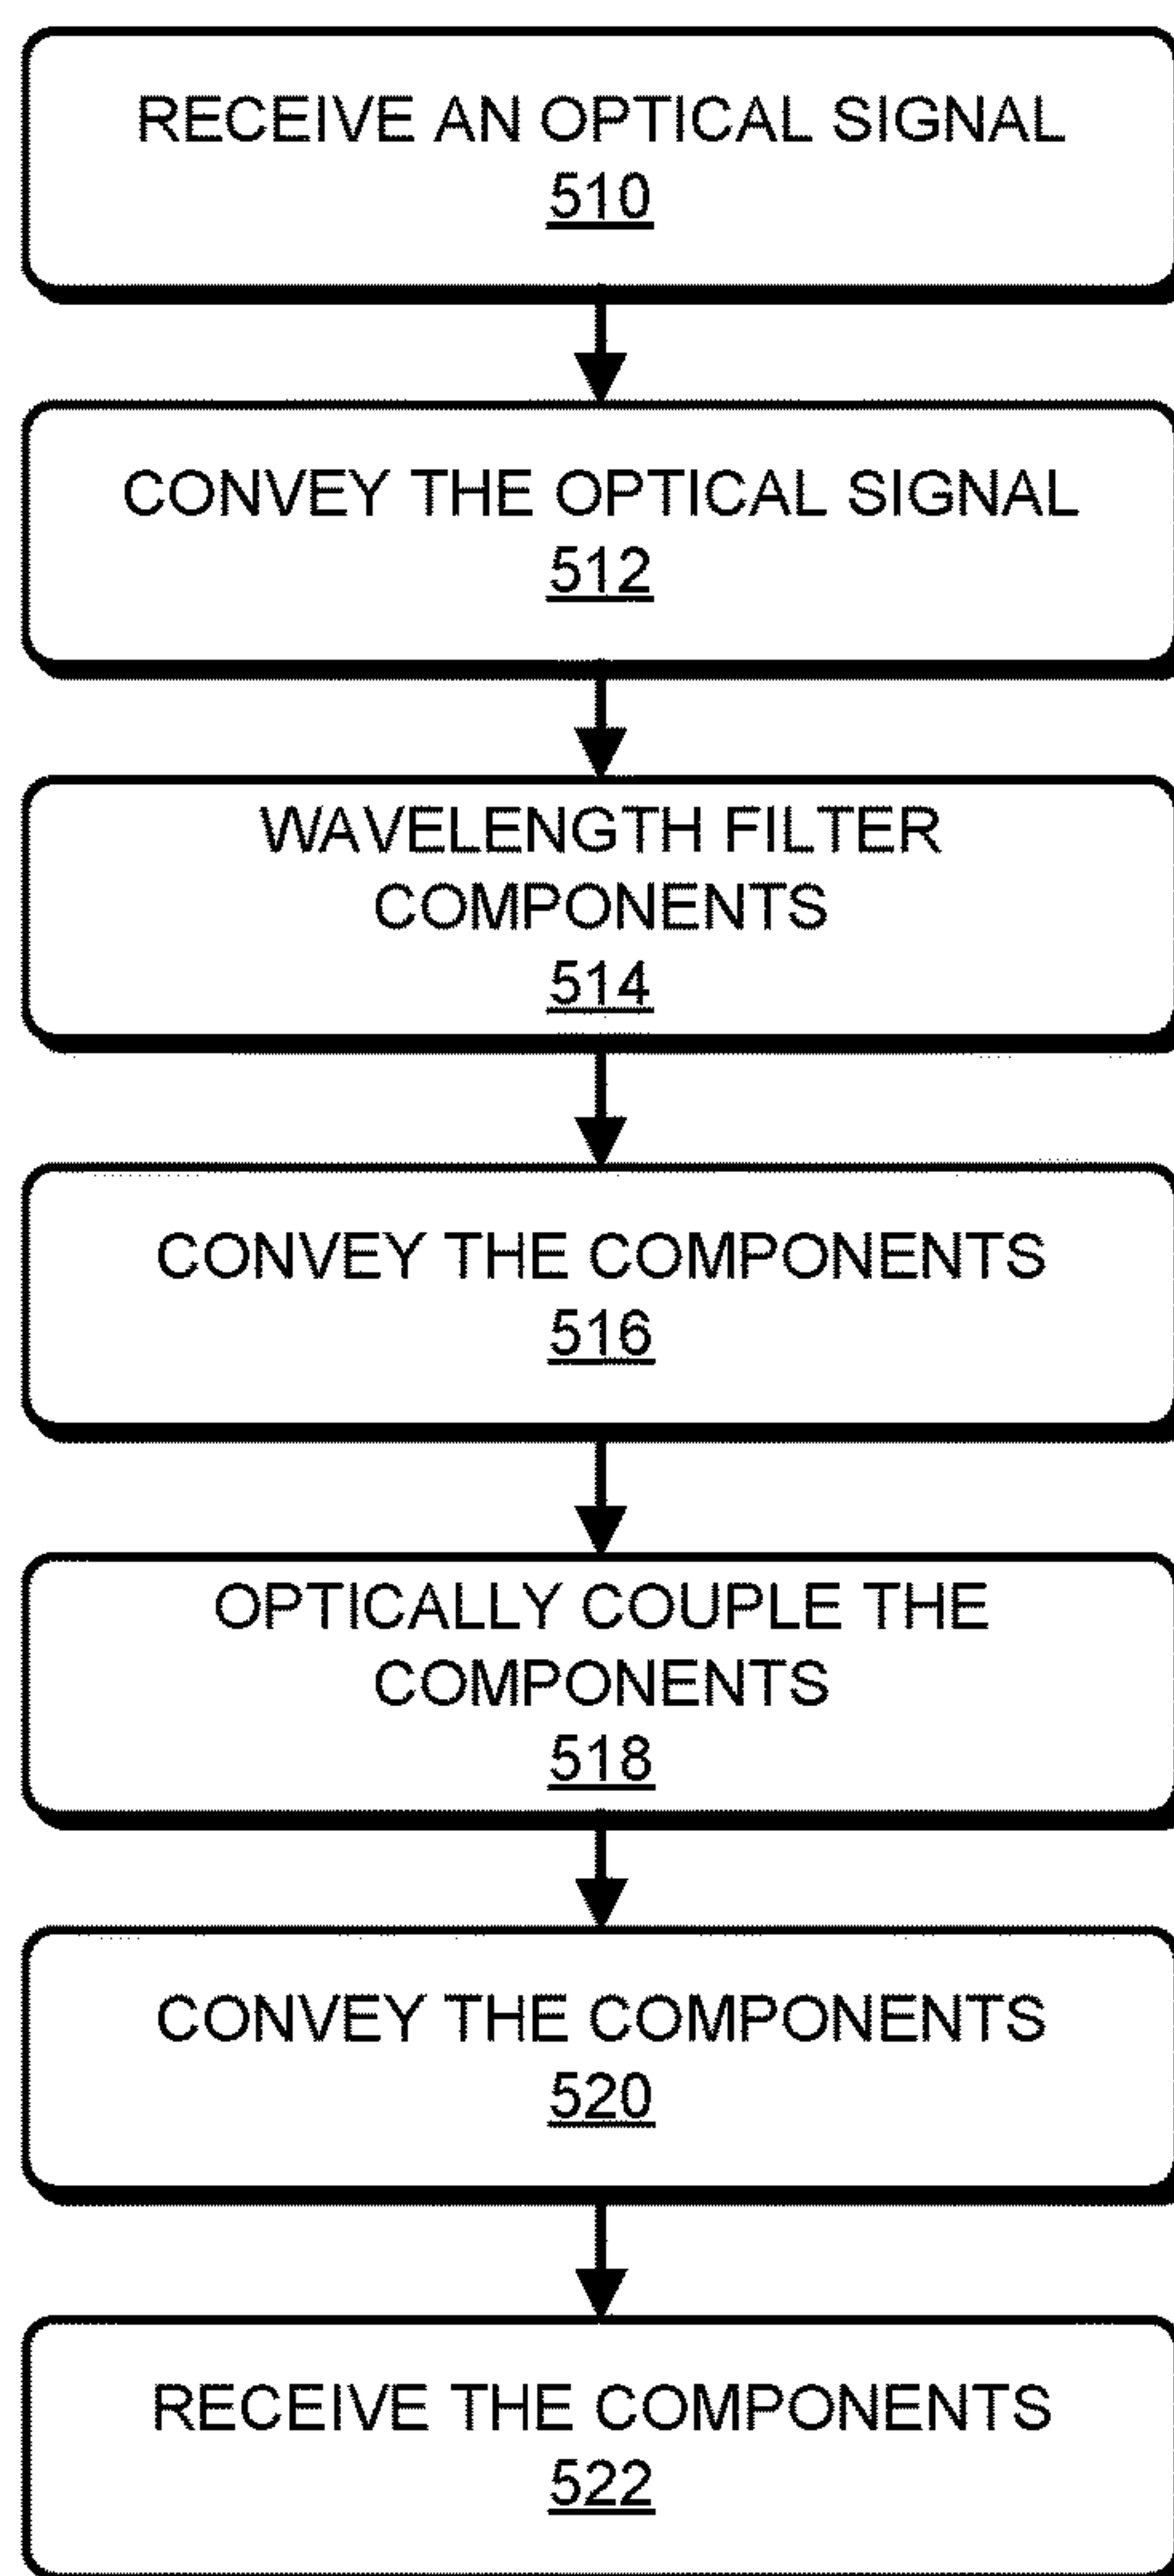 RECEIVE AN OPTICAL SIGNAL
510
CONVEY THE OPTICAL SIGNAL
512
WAVELENGTH FILTER
COMPONENTS
514
CONVEY THE COMPONENTS
516
OPTICALLY COUPLE THE
COMPONENTS
518
CONVEY THE COMPONENTS
520
RECEIVE THE COMPONENTS
522